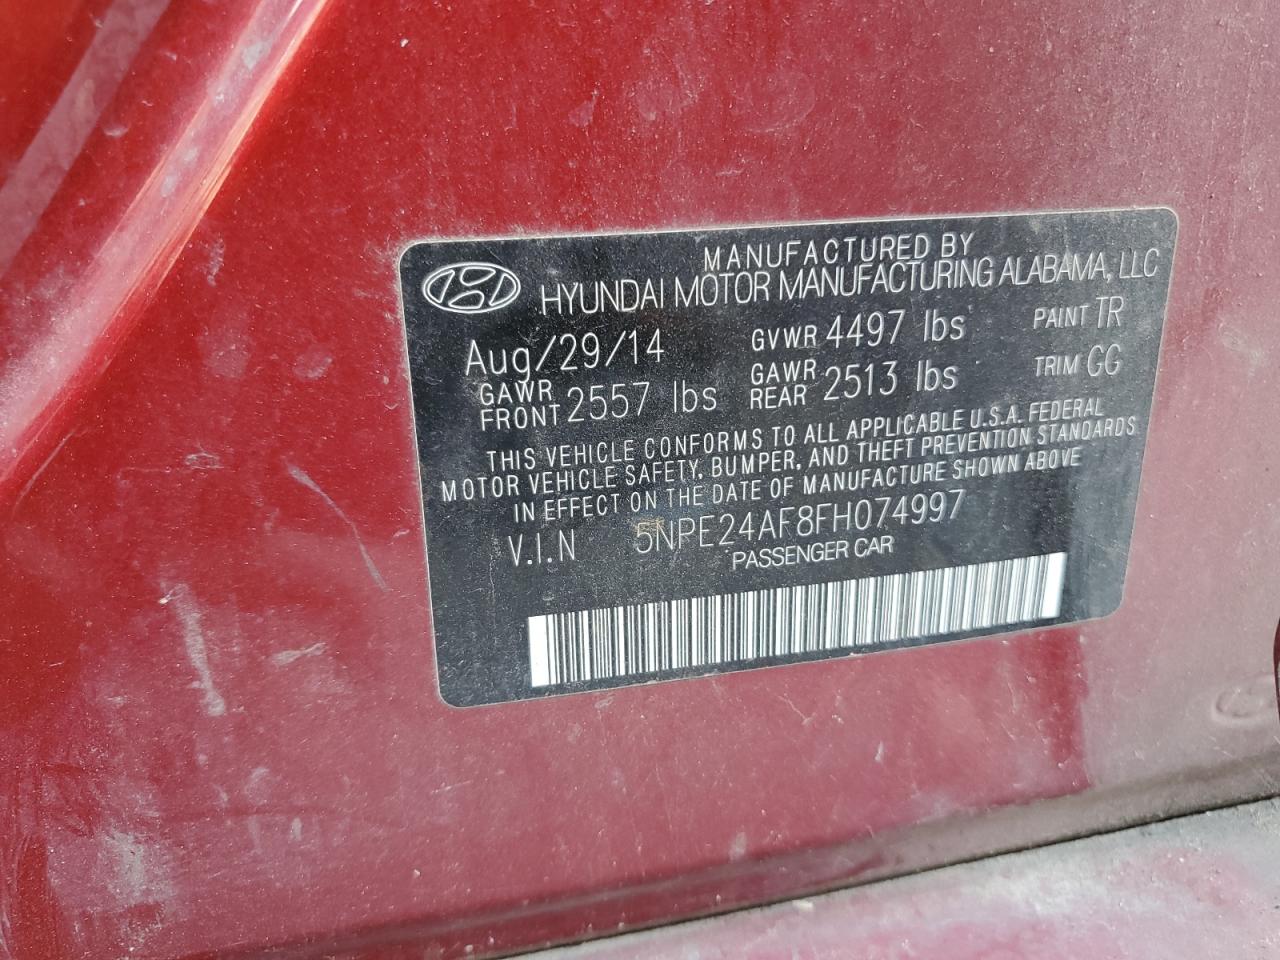 MANUFACTURED BY
HYUNDAI MOTOR MANUFACTURING ALABAMA, LLC
Aug/29/14 GVWR 4497 lbs PAINT TR
GAWR FRONT 2557 lbs GAWR REAR 2513 lbs TRIM GG
THIS VEHICLE CONFORMS TO ALL APPLICABLE U.S.A. FEDERAL
MOTOR VEHICLE SAFETY, BUMPER, AND THEFT PREVENTION STANDARDS
IN EFFECT ON THE DATE OF MANUFACTURE SHOWN ABOVE
V.I.N 5NPE24AF8FH074997
PASSENGER CAR